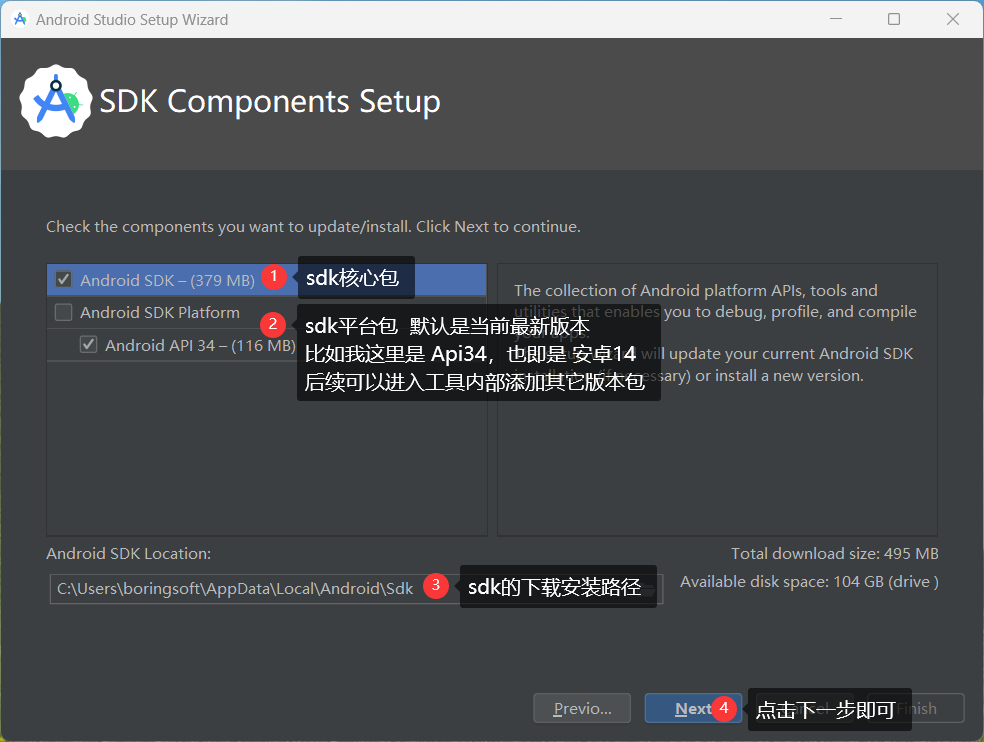 Android Studio Setup Wizard
SDK Components Setup
Check the components you want to update/install. Click Next to continue.
Android SDK – (379 MB)
1
sdk核心包
Android SDK Platform
2
Android API 34 – (116 MB)
sdk平台包 默认是当前最新版本
比如我这里是 Api34，也即是 安卓14
后续可以进入工具内部添加其它版本包
The collection of Android platform APIs, tools and
utilities that enables you to debug, profile, and compile
your apps.
will update your current Android SDK
installation (if necessary) or install a new version.
Android SDK Location:
Total download size: 495 MB
C:\Users\boringsoft\AppData\Local\Android\Sdk
3
sdk的下载安装路径
Available disk space: 104 GB (drive )
Previo...
Next
4
点击下一步即可
Finish